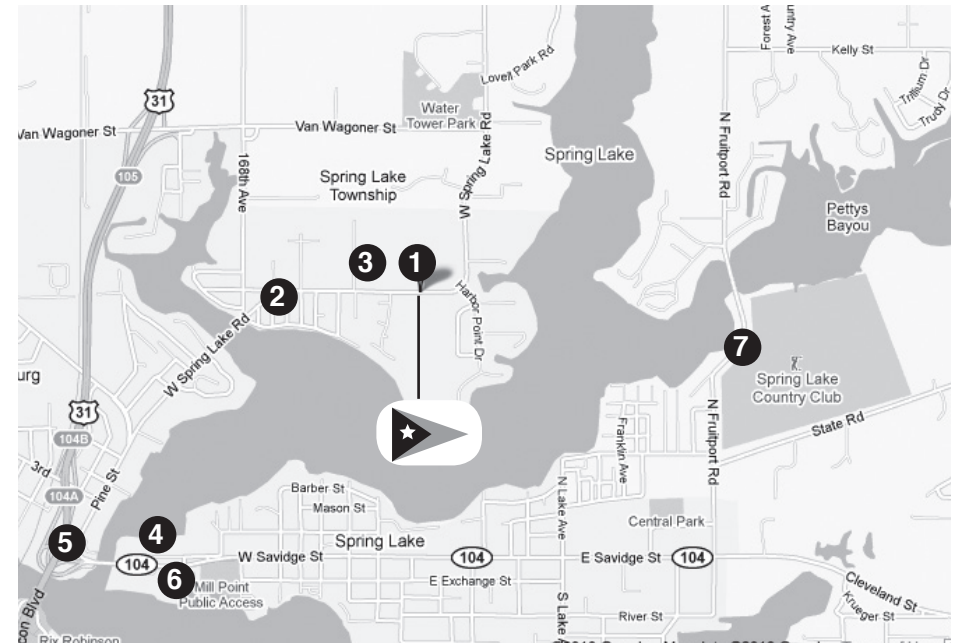 Forest A
untry Ave
Kelly St
Trillium Dr
Trudy Dr
Lovell Park Rd
31
Water
Tower Park
Van Wagoner St
Van Wagoner St
N Fruitport Rd
W Spring Lake Rd
Spring Lake
105
168th Ave
Spring Lake
Township
Pettys
Bayou
3
1
2
Harbor Point Dr
W Spring Lake Rd
7
urg
Spring Lake
Country Club
31
104B
State Rd
N Fruitport Rd
Franklin Ave
3rd
104A
Pine St
Barber St
Mason St
N Lake Ave
Central Park
4
5
Spring Lake
104
W Savidge St
104
E Savidge St
104
6
Mill Point
Public Access
E Exchange St
Cleveland St
Krueger St
son Blvd
S Lake
River St
Rix Robinson